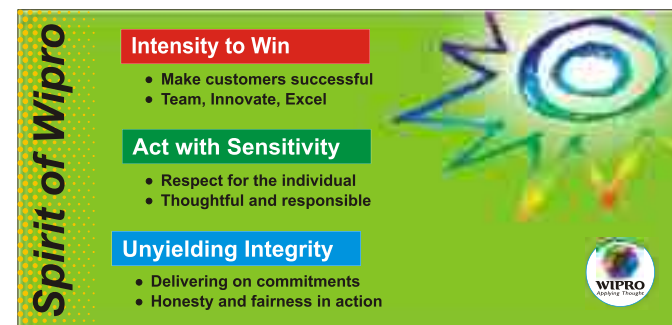 Spirit of Wipro
Intensity to Win
● Make customers successful
● Team, Innovate, Excel
Act with Sensitivity
● Respect for the individual
● Thoughtful and responsible
Unyielding Integrity
● Delivering on commitments
● Honesty and fairness in action
WIPRO
Applying Thought